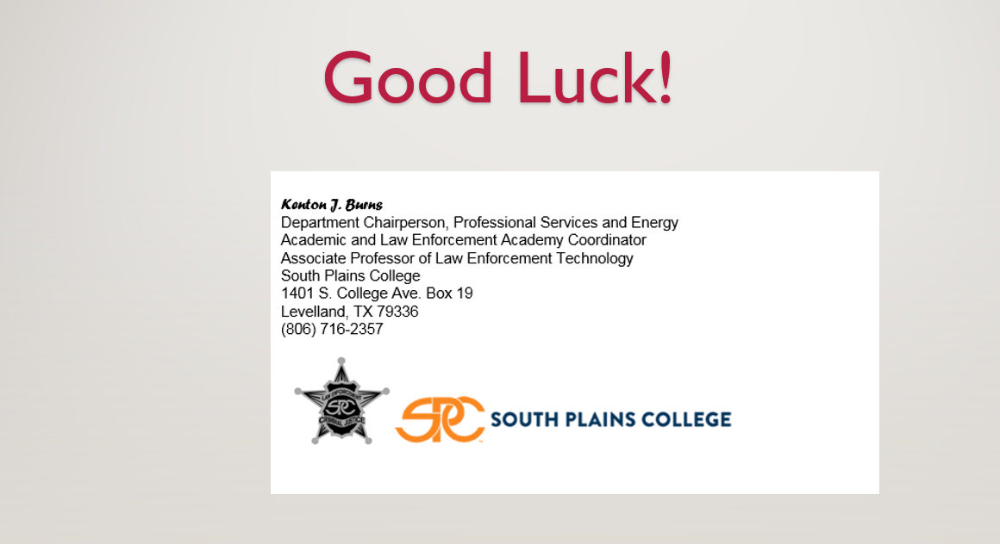 Good Luck!
Kenton J. Burns
Department Chairperson, Professional Services and Energy
Academic and Law Enforcement Academy Coordinator
Associate Professor of Law Enforcement Technology
South Plains College
1401 S. College Ave. Box 19
Levelland, TX 79336
(806) 716-2357
LAW ENFORCEMENT
SPC
CRIMINAL JUSTICE
SPC SOUTH PLAINS COLLEGE